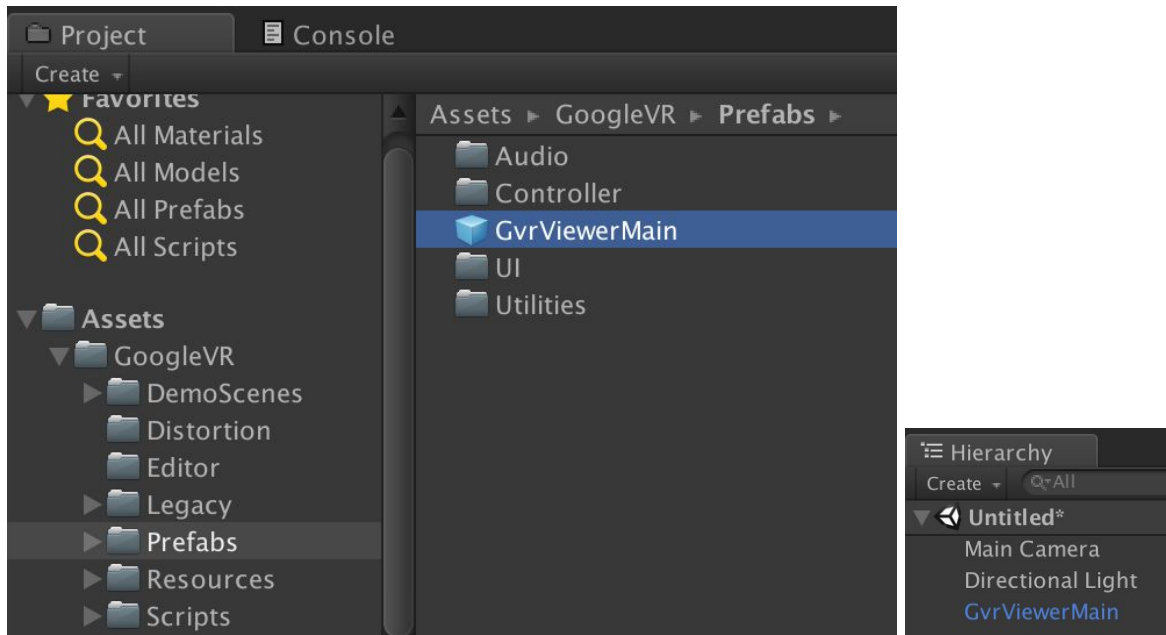 Project
Console
Create
Favorites
All Materials
All Models
All Prefabs
All Scripts
Assets
GoogleVR
DemoScenes
Distortion
Editor
Legacy
Prefabs
Resources
Scripts
Assets GoogleVR Prefabs
Audio
Controller
GvrViewerMain
UI
Utilities
Hierarchy
Create
All
Untitled*
Main Camera
Directional Light
GvrViewerMain